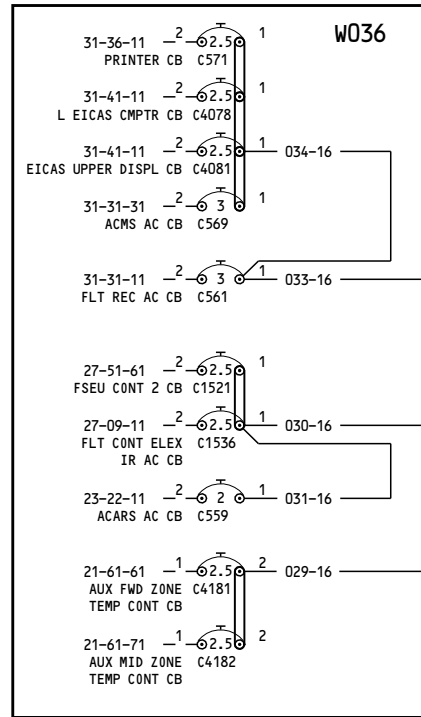 W036
31-36-11 2 2.5 1
PRINTER CB C571
31-41-11 2 2.5 1
L EICAS CMPTR CB C4078
31-41-11 2 2.5 1 034-16
EICAS UPPER DISPL CB C4081
31-31-31 2 3 1
ACMS AC CB C569
31-31-11 2 3 1 033-16
FLT REC AC CB C561
27-51-61 2 2.5 1
FSEU CONT 2 CB C1521
27-09-11 2 2.5 1 030-16
FLT CONT ELEX C1536
IR AC CB
23-22-11 2 2 1 031-16
ACARS AC CB C559
21-61-61 1 2.5 2 029-16
AUX FWD ZONE C4181
TEMP CONT CB
21-61-71 1 2.5 2
AUX MID ZONE C4182
TEMP CONT CB